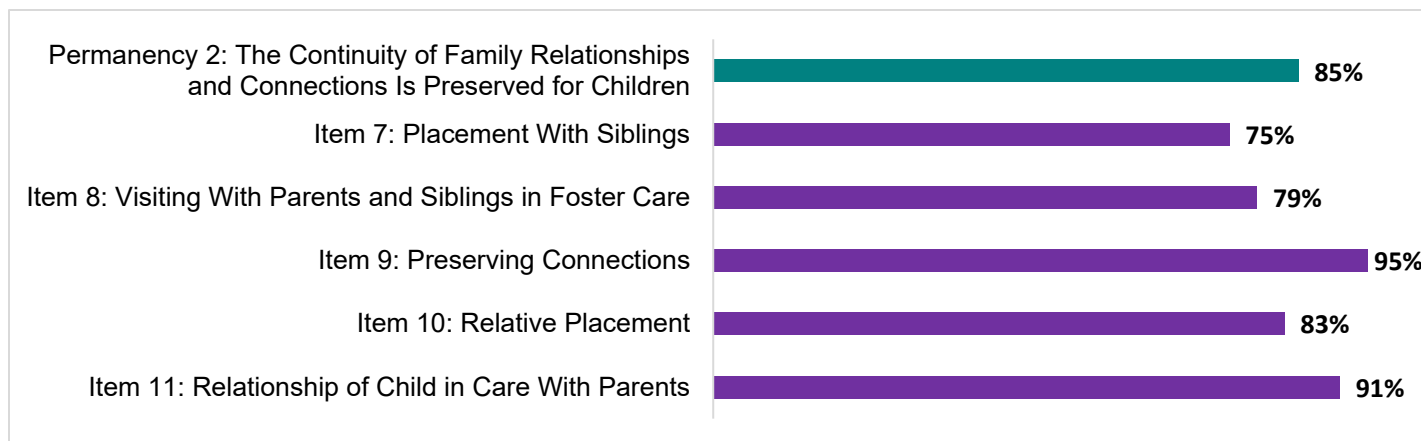 Permanency 2: The Continuity of Family Relationships
and Connections Is Preserved for Children
85%
Item 7: Placement With Siblings
75%
Item 8: Visiting With Parents and Siblings in Foster Care
79%
Item 9: Preserving Connections
95%
Item 10: Relative Placement
83%
Item 11: Relationship of Child in Care With Parents
91%